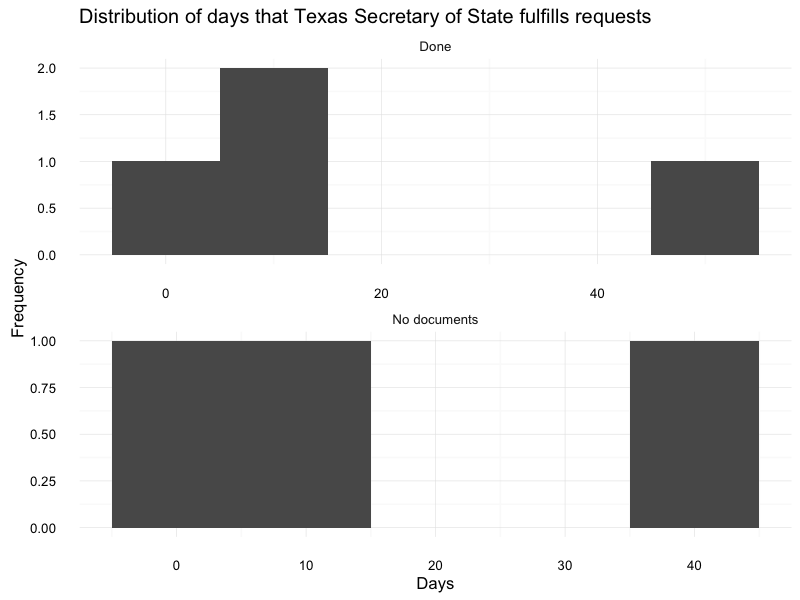 Distribution of days that Texas Secretary of State fulfills requests
Done
2.0
1.5
1.0
0.5
0.0
0 20 40
Frequency
No documents
1.00
0.75
0.50
0.25
0.00
0 10 20 30 40
Days